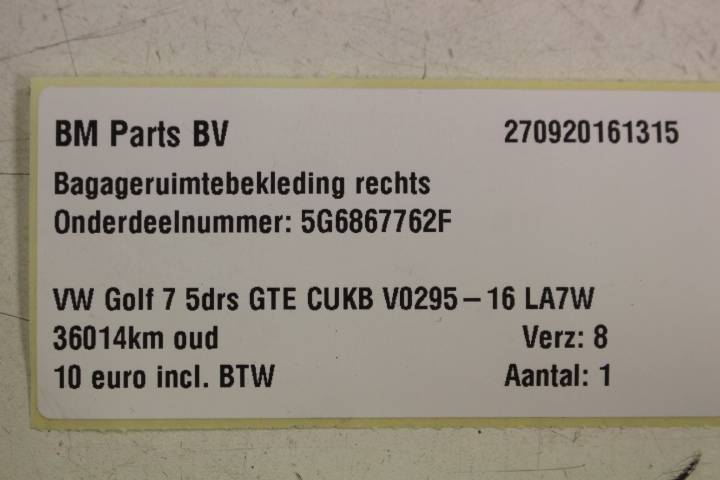 BM Parts BV 270920161315
Bagageruimtebekleding rechts
Onderdeelnummer: 5G6867762F
VW Golf 7 5drs GTE CUKB V0295-16 LA7W
36014km oud Verz: 8
10 euro incl. BTW Aantal: 1